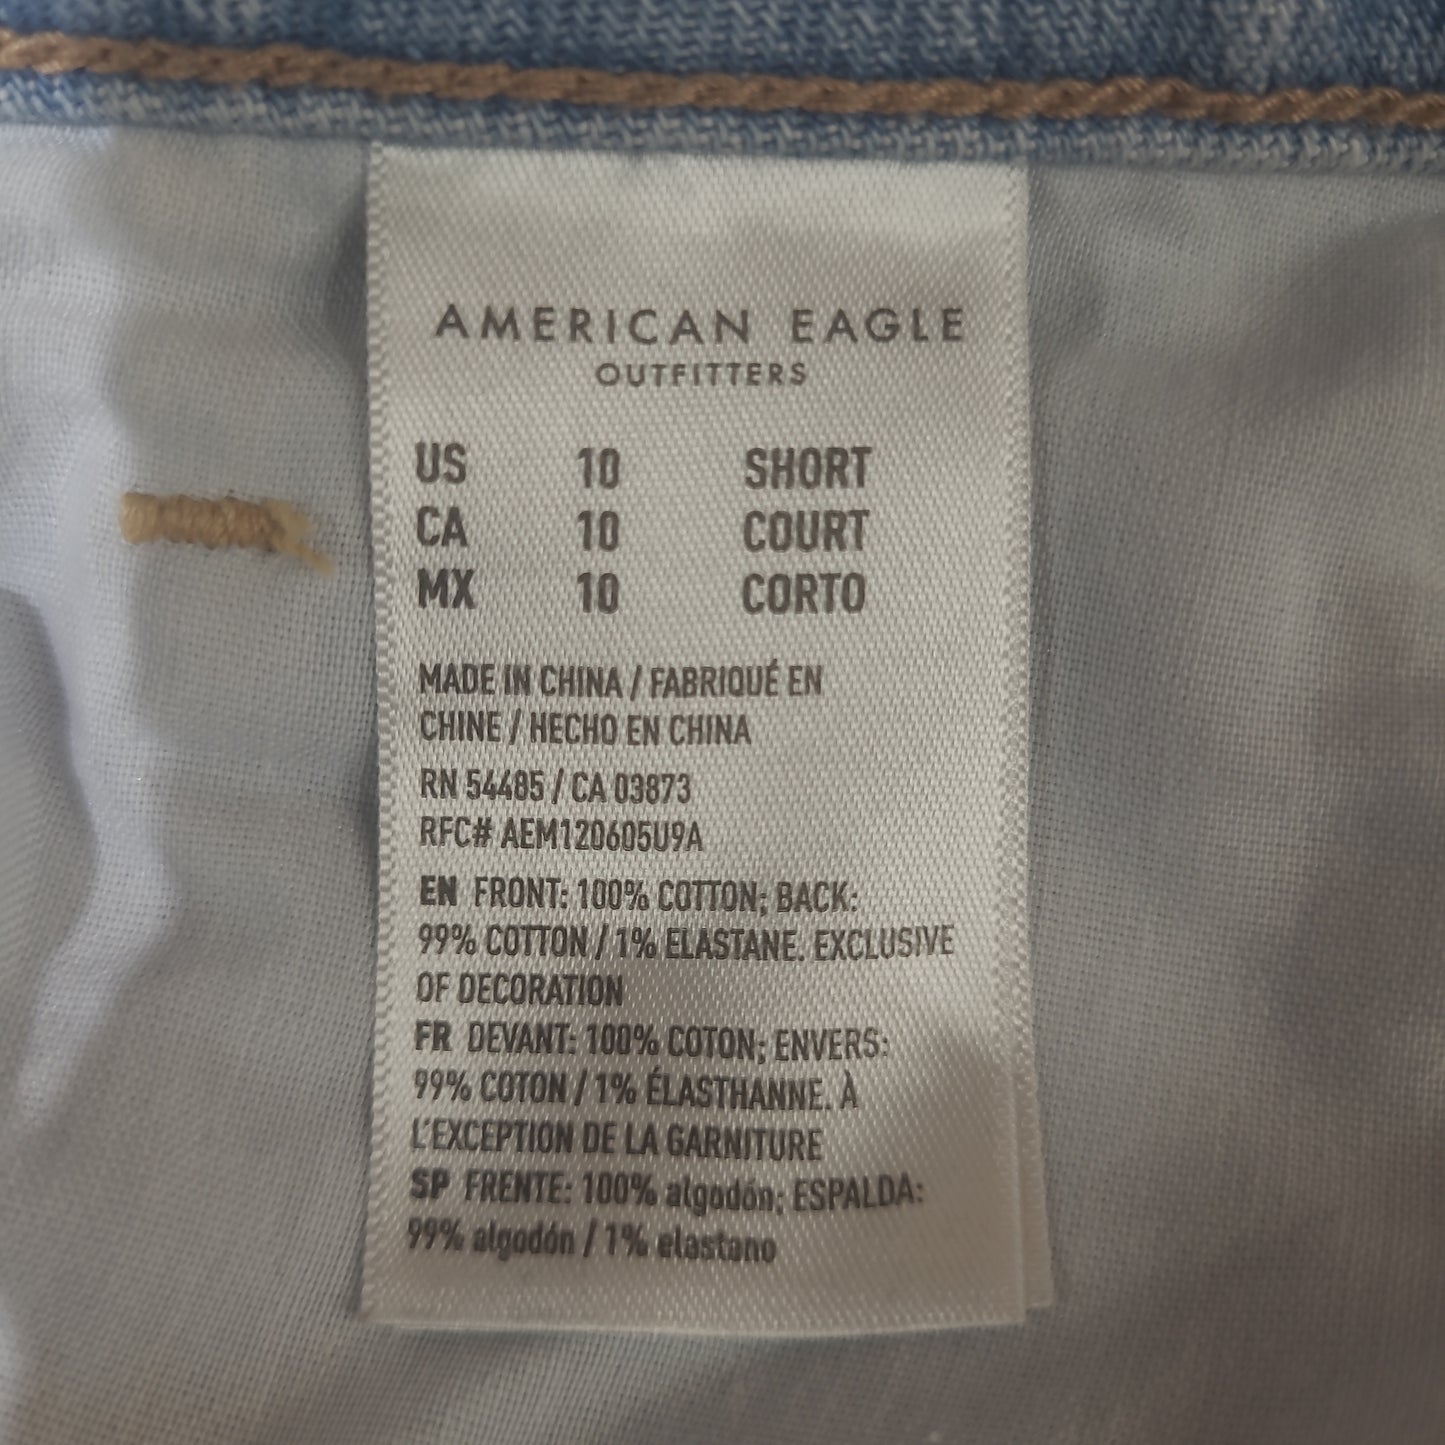 AMERICAN EAGLE
OUTFITTERS
US 10 SHORT
CA 10 COURT
MX 10 CORTO
MADE IN CHINA / FABRIQUÉ EN
CHINE / HECHO EN CHINA
RN 54485 / CA 03873
RFC# AEM120605U9A
EN FRONT: 100% COTTON; BACK:
99% COTTON / 1% ELASTANE. EXCLUSIVE
OF DECORATION
FR DEVANT: 100% COTON; ENVERS:
99% COTON / 1% ÉLASTHANNE. À
L'EXCEPTION DE LA GARNITURE
SP FRENTE: 100% algodón; ESPALDA:
99% algodón / 1% elastano